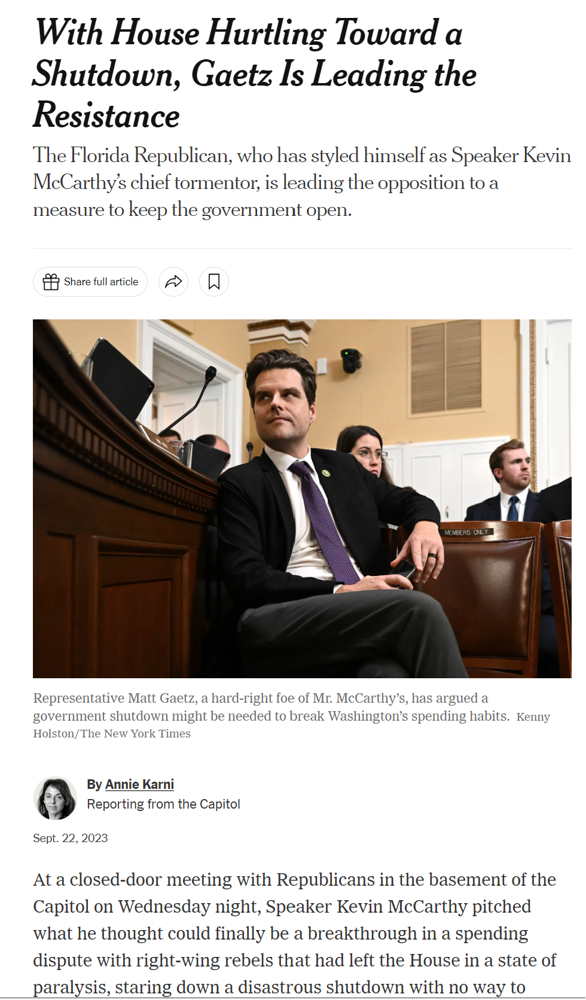 With House Hurtling Toward a
Shutdown, Gaetz Is Leading the
Resistance
The Florida Republican, who has styled himself as Speaker Kevin
McCarthy’s chief tormentor, is leading the opposition to a
measure to keep the government open.
Share full article
MEMBERS ONLY
Representative Matt Gaetz, a hard-right foe of Mr. McCarthy’s, has argued a
government shutdown might be needed to break Washington’s spending habits. Kenny
Holston/The New York Times
By Annie Karni
Reporting from the Capitol
Sept. 22, 2023
At a closed-door meeting with Republicans in the basement of the
Capitol on Wednesday night, Speaker Kevin McCarthy pitched
what he thought could finally be a breakthrough in a spending
dispute with right-wing rebels that had left the House in a state of
paralysis, staring down a disastrous shutdown with no way to